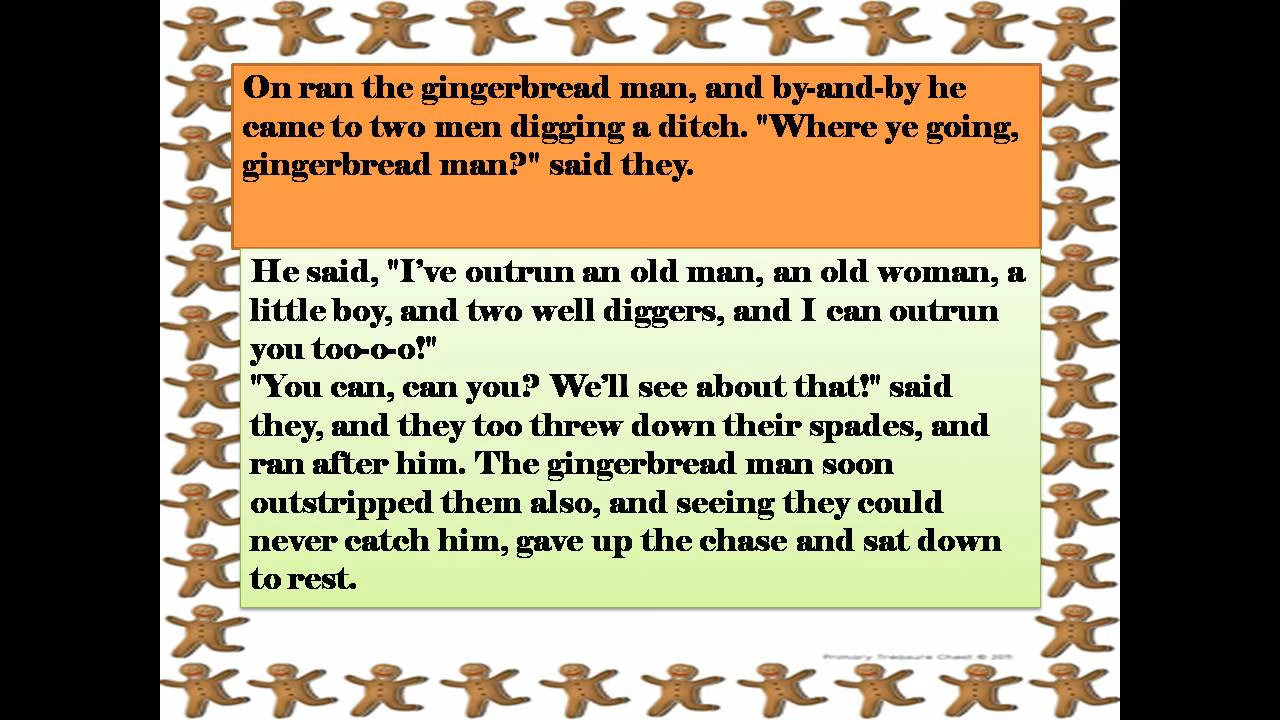 On ran the gingerbread man, and by-and-by he
came to two men digging a ditch. "Where ye going,
gingerbread man?" said they.
He said, "I’ve outrun an old man, an old woman, a
little boy, and two well diggers, and I can outrun
you too-o-o!"
"You can, can you? We’ll see about that!" said
they, and they too threw down their spades, and
ran after him. The gingerbread man soon
outstripped them also, and seeing they could
never catch him, gave up the chase and sat down
to rest.
Primary Treasure Chest © 2011